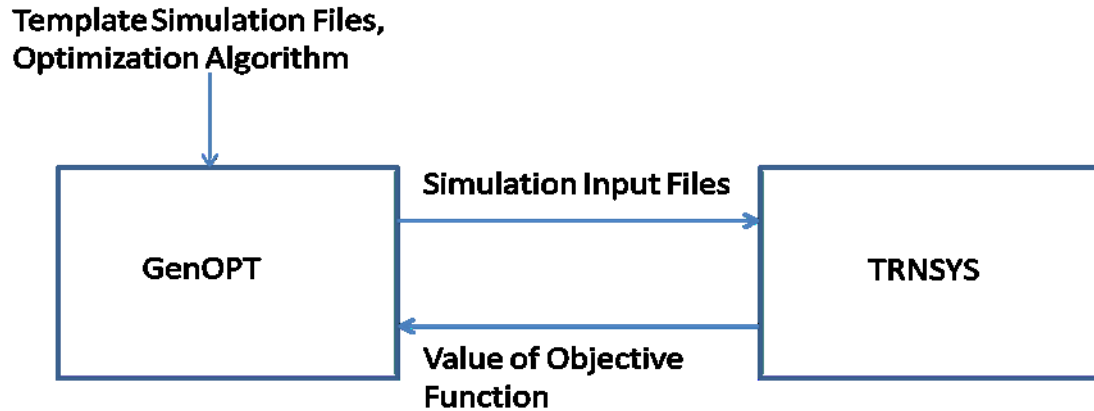 Template Simulation Files,
Optimization Algorithm
Simulation Input Files
GenOPT
TRNSYS
Value of Objective
Function